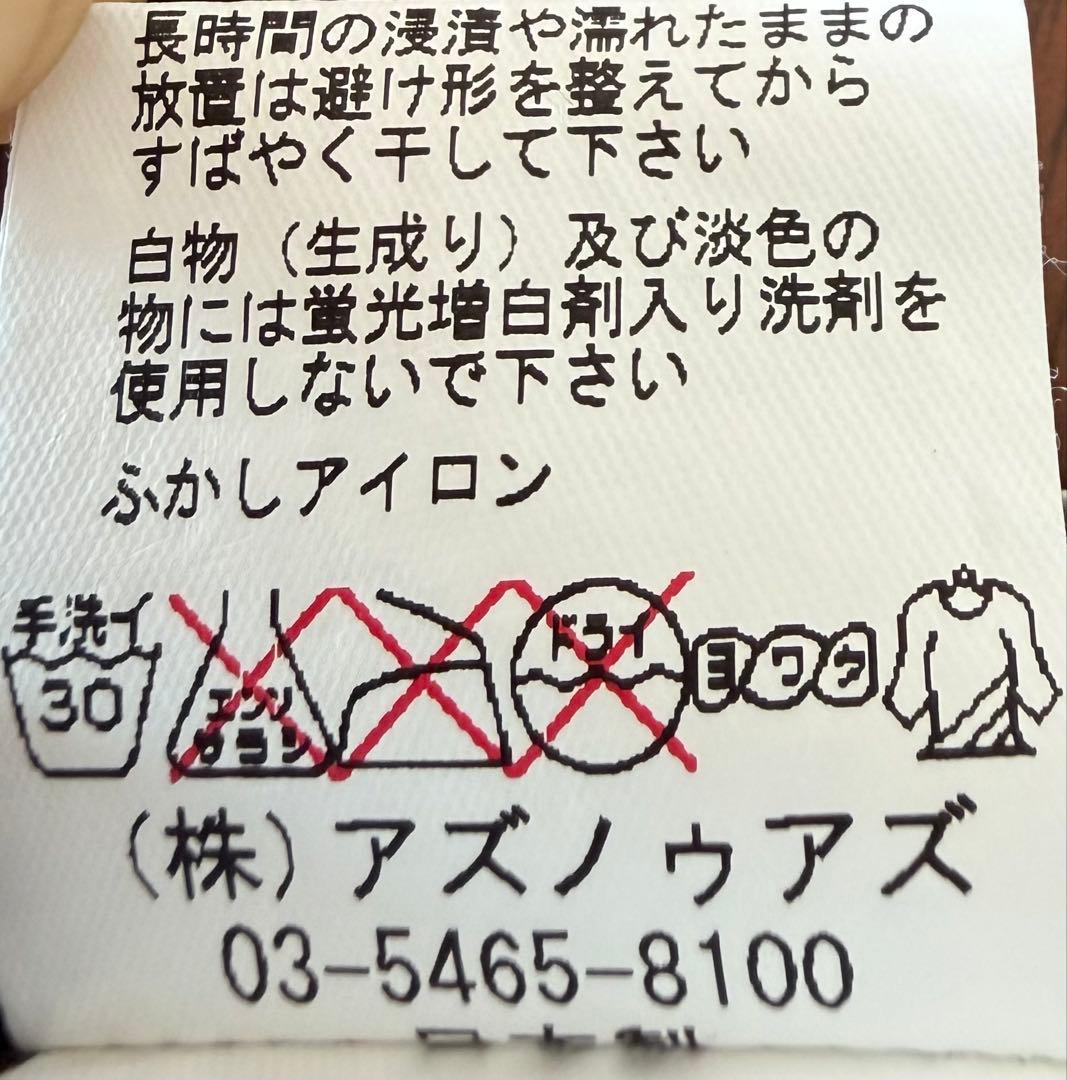 長時間の浸漬や濡れたままの
放置は避け形を整えてから
すばやく干して下さい
白物（生成り）及び淡色の
物には蛍光増白剤入り洗剤を
使用しないで下さい
ふかしアイロン
手洗イ
30
エンソ
サラシ
ドライ
ヨワク
（株）アズノゥアズ
03-5465-8100
日本製